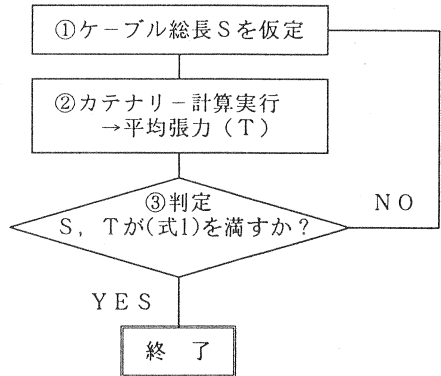 ①ケーブル総長Sを仮定
②カテナリー計算実行
→平均張力（T）
③判定
S，Tが(式1)を満すか？
NO
YES
終 了